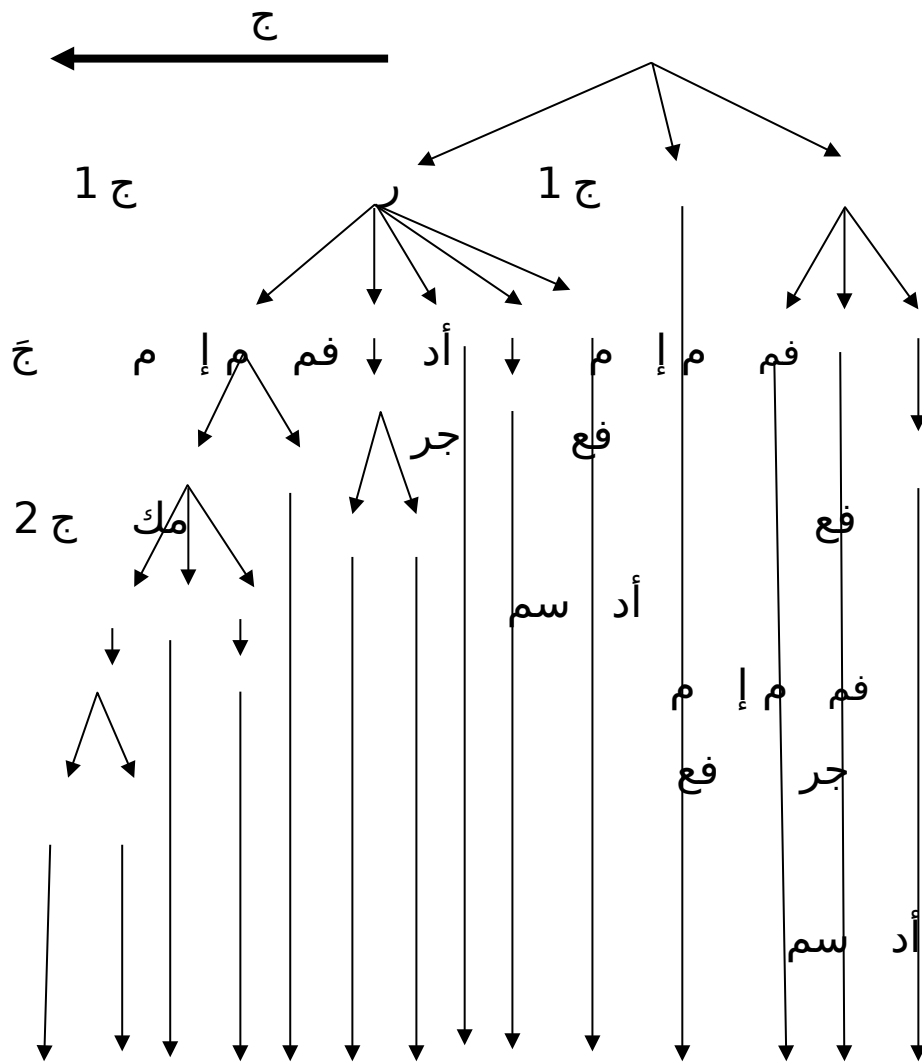 ج
ج 1 ر ج 1
فم م إ م أد فم م إ م جَ
فع جر
فع مك ج 2
أد سم
فم م إ م
جر فع
أد سم